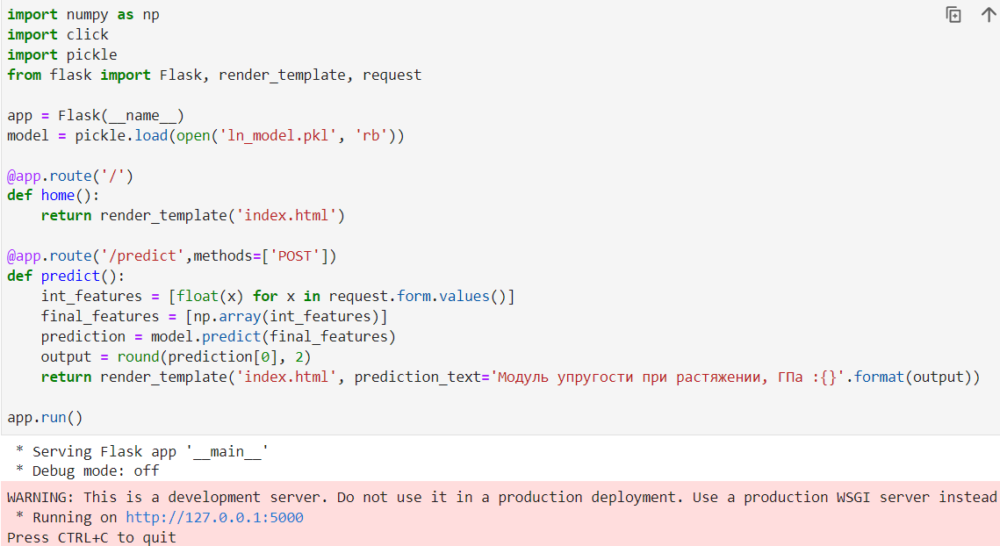 import numpy as np
import click
import pickle
from flask import Flask, render_template, request
app = Flask(__name__)
model = pickle.load(open('ln_model.pkl', 'rb'))
@app.route('/')
def home():
    return render_template('index.html')
@app.route('/predict',methods=['POST'])
def predict():
    int_features = [float(x) for x in request.form.values()]
    final_features = [np.array(int_features)]
    prediction = model.predict(final_features)
    output = round(prediction[0], 2)
    return render_template('index.html', prediction_text='Модуль упругости при растяжении, ГПа :{}'.format(output))
app.run()
 * Serving Flask app '__main__'
 * Debug mode: off
WARNING: This is a development server. Do not use it in a production deployment. Use a production WSGI server instead
 * Running on http://127.0.0.1:5000
Press CTRL+C to quit